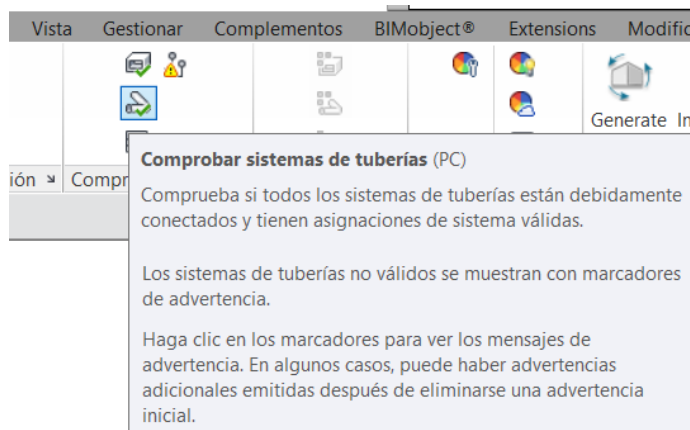 Vista Gestionar Complementos BIMobject® Extensions Modific
Generate In
ión Compr
Comprobar sistemas de tuberías (PC)
Comprueba si todos los sistemas de tuberías están debidamente
conectados y tienen asignaciones de sistema válidas.
Los sistemas de tuberías no válidos se muestran con marcadores
de advertencia.
Haga clic en los marcadores para ver los mensajes de
advertencia. En algunos casos, puede haber advertencias
adicionales emitidas después de eliminarse una advertencia
inicial.